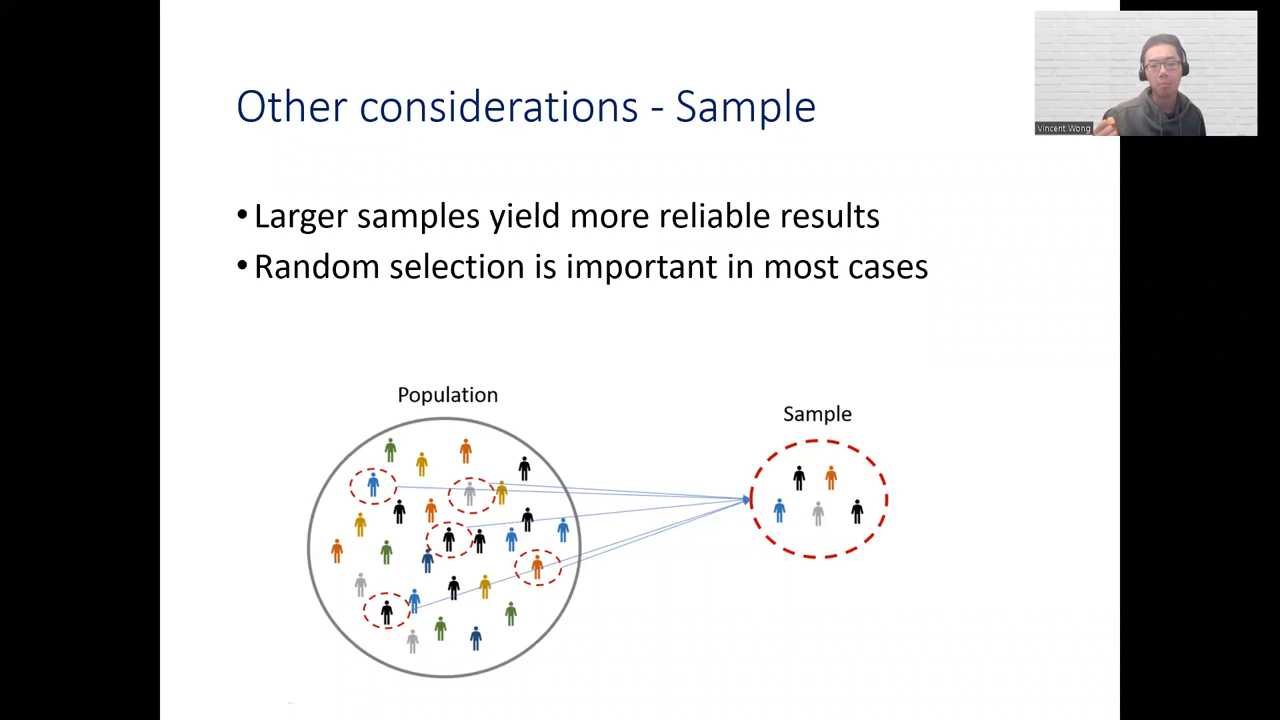 Other considerations - Sample
Vincent Wong
•Larger samples yield more reliable results
•Random selection is important in most cases
Population
Sample